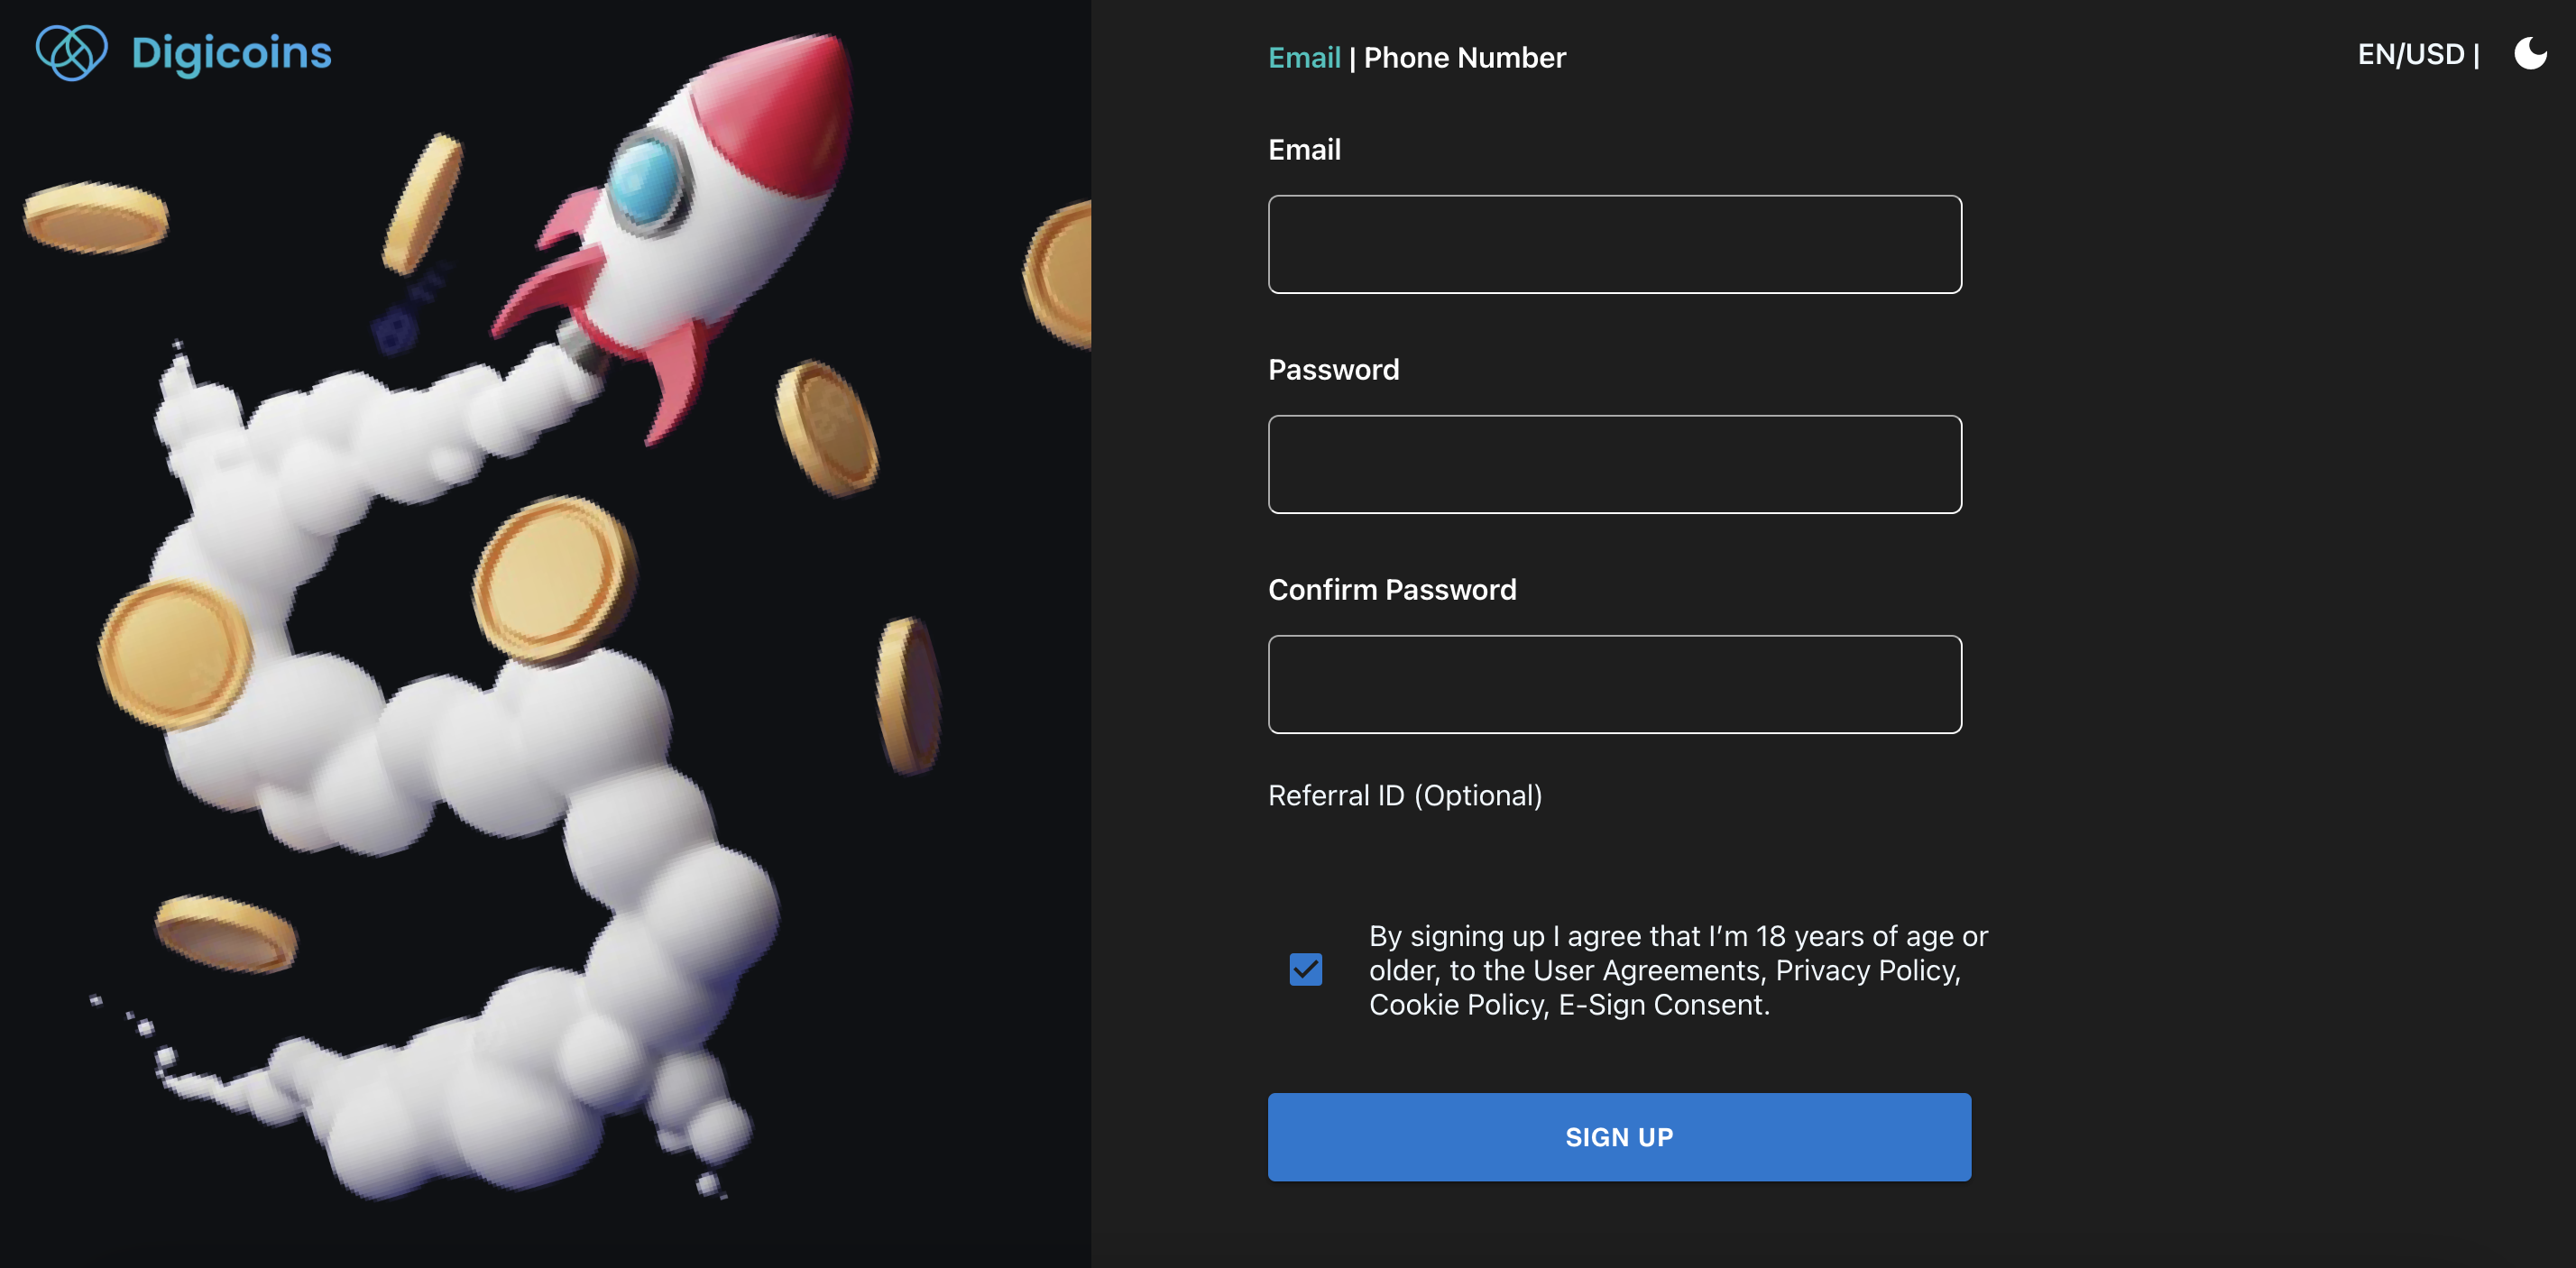 Digicoins
Email | Phone Number
EN/USD |
Email
Password
Confirm Password
Referral ID (Optional)
By signing up I agree that I’m 18 years of age or
older, to the User Agreements, Privacy Policy,
Cookie Policy, E-Sign Consent.
SIGN UP